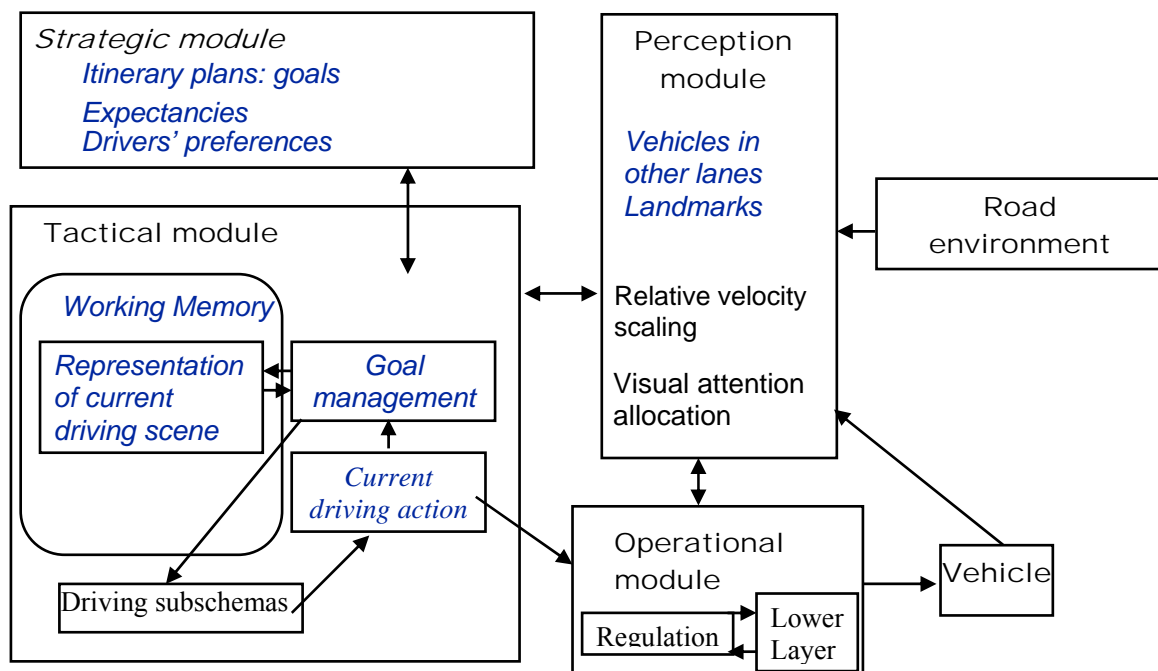 Strategic module
Itinerary plans: goals
Expectancies
Drivers’ preferences
Perception
module
Vehicles in
other lanes
Landmarks
Relative velocity
scaling
Visual attention
allocation
Road
environment
Tactical module
Working Memory
Representation
of current
driving scene
Goal
management
Current
driving action
Driving subschemas
Operational
module
Regulation
Lower
Layer
Vehicle